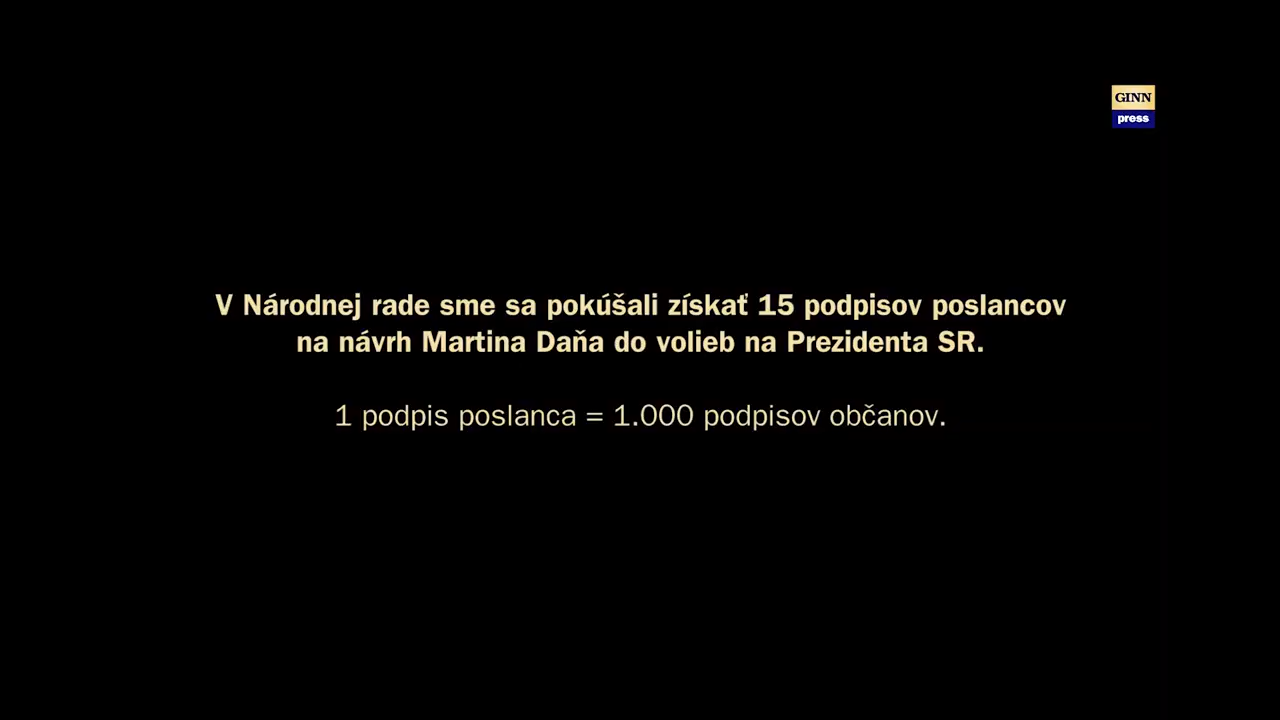 GINN
press
V Národnej rade sme sa pokúšali získať 15 podpisov poslancov
na návrh Martina Daňa do volieb na Prezidenta SR.
1 podpis poslanca = 1.000 podpisov občanov.